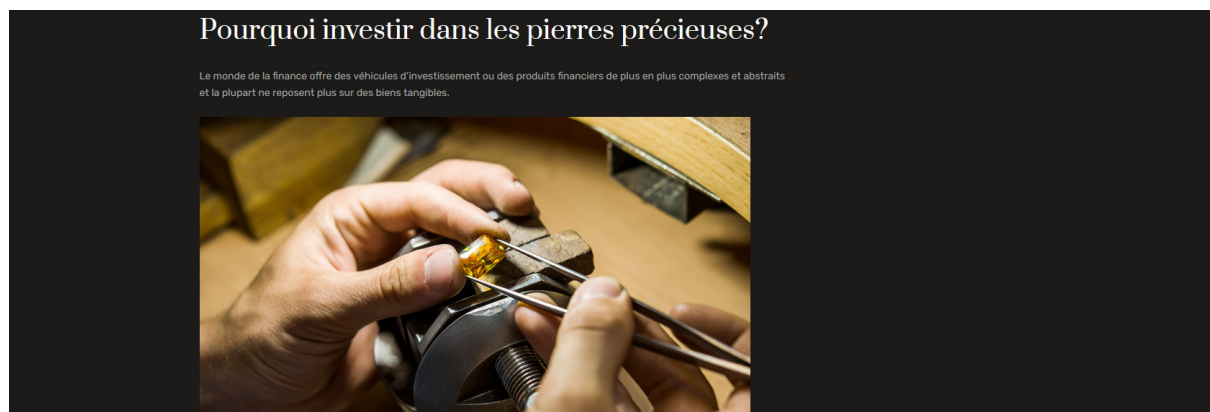 Pourquoi investir dans les pierres précieuses?
Le monde de la finance offre des véhicules d'investissement ou des produits financiers de plus en plus complexes et abstraits
et la plupart ne reposent plus sur des biens tangibles.